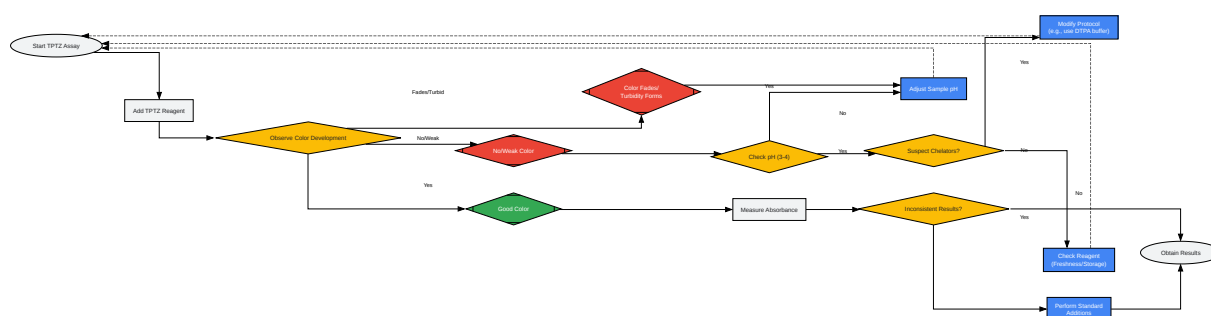 Modify Protocol
(e.g., use DTPA buffer)
Start TPTZ Assay
Yes
Color Fades/
Turbidity Forms
Yes
Adjust Sample pH
Fades/Turbid
Add TPTZ Reagent
No
Observe Color Development
No/Weak
No/Weak Color
Check pH (3-4)
Yes
Suspect Chelators?
No
Yes
No
Good Color
Measure Absorbance
Inconsistent Results?
Yes
Obtain Results
Check Reagent
(Freshness/Storage)
Perform Standard
Additions